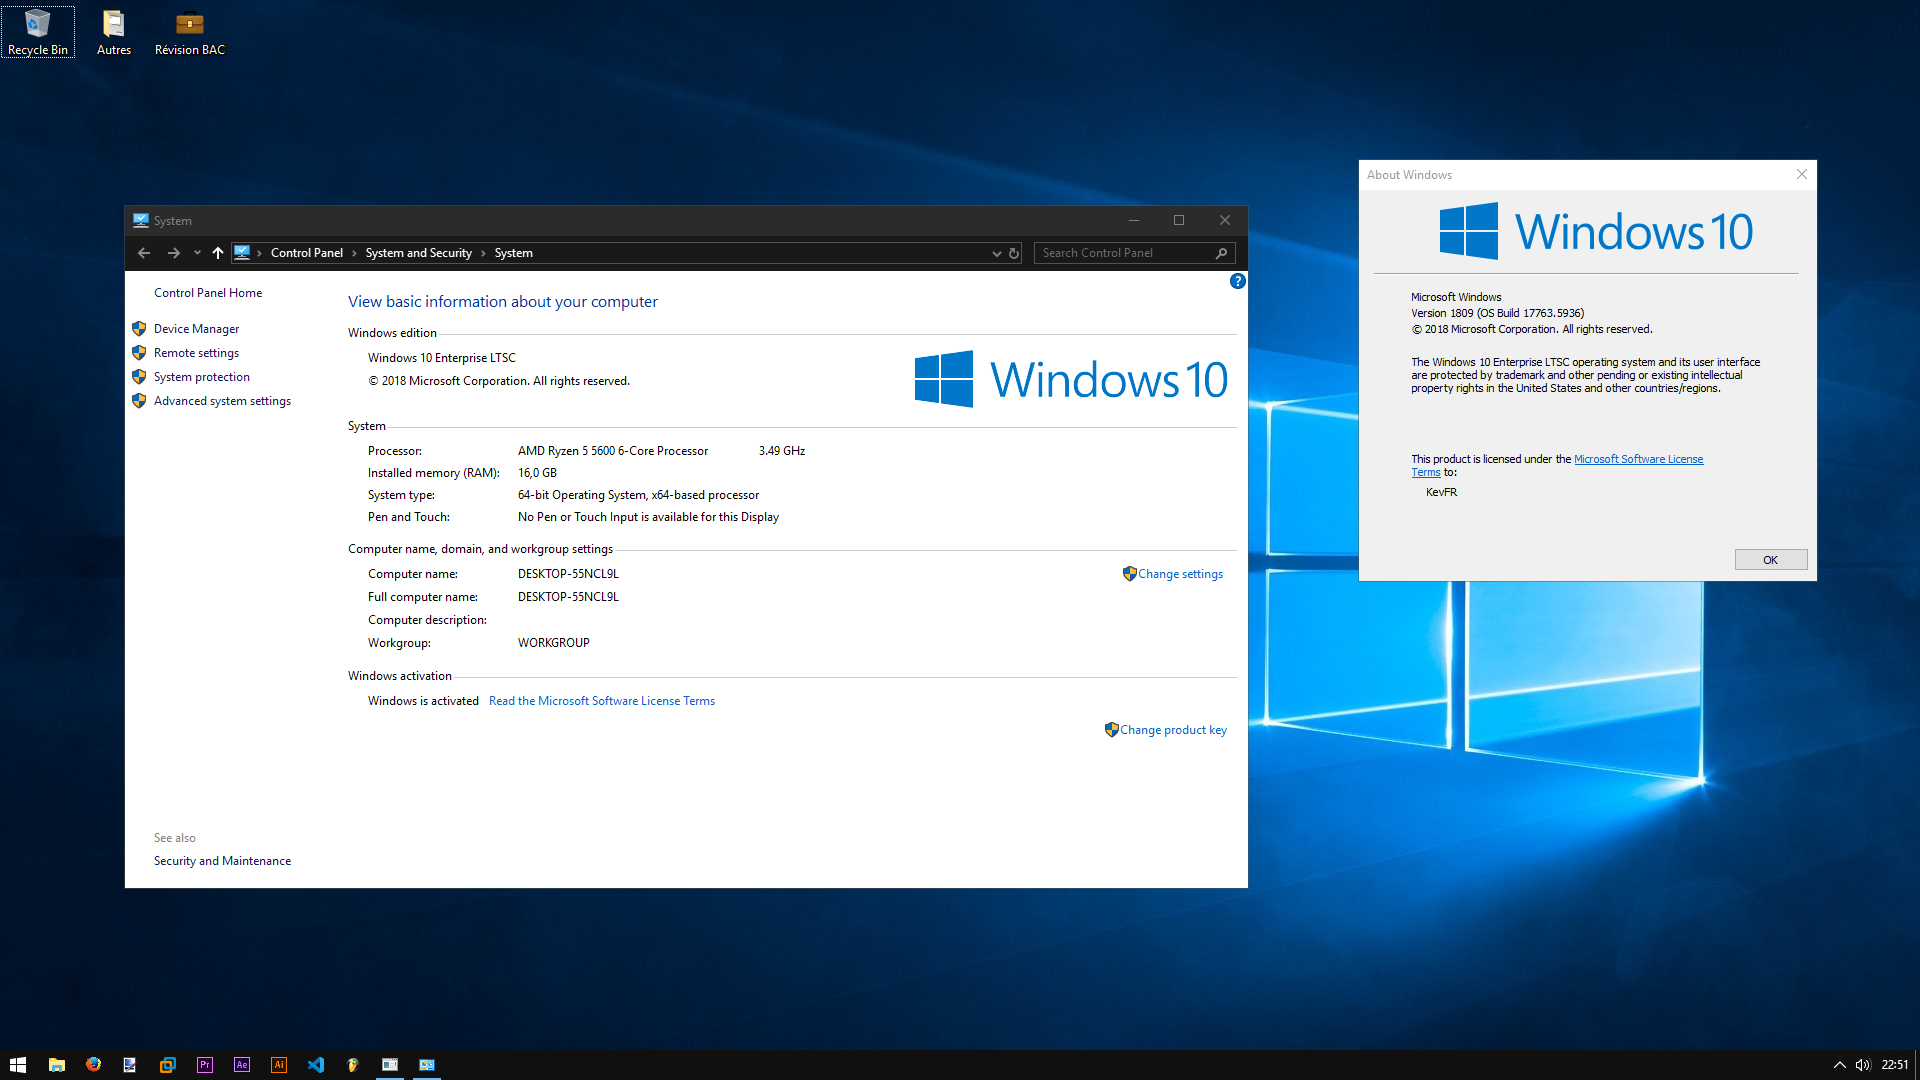 Recycle Bin
Autres
Révision BAC
System
Control Panel
System and Security
System
Search Control Panel
?
Control Panel Home
Device Manager
Remote settings
System protection
Advanced system settings
See also
Security and Maintenance
View basic information about your computer
Windows edition
Windows 10 Enterprise LTSC
© 2018 Microsoft Corporation. All rights reserved.
Windows 10
System
Processor: AMD Ryzen 5 5600 6-Core Processor 3.49 GHz
Installed memory (RAM): 16,0 GB
System type: 64-bit Operating System, x64-based processor
Pen and Touch: No Pen or Touch Input is available for this Display
Computer name, domain, and workgroup settings
Computer name: DESKTOP-55NCL9L
Change settings
Full computer name: DESKTOP-55NCL9L
Computer description:
Workgroup: WORKGROUP
Windows activation
Windows is activated Read the Microsoft Software License Terms
Change product key
About Windows
Windows 10
Microsoft Windows
Version 1809 (OS Build 17763.5936)
© 2018 Microsoft Corporation. All rights reserved.
The Windows 10 Enterprise LTSC operating system and its user interface
are protected by trademark and other pending or existing intellectual
property rights in the United States and other countries/regions.
This product is licensed under the Microsoft Software License
Terms to:
KevFR
OK
Pr
Ae
Ai
22:51